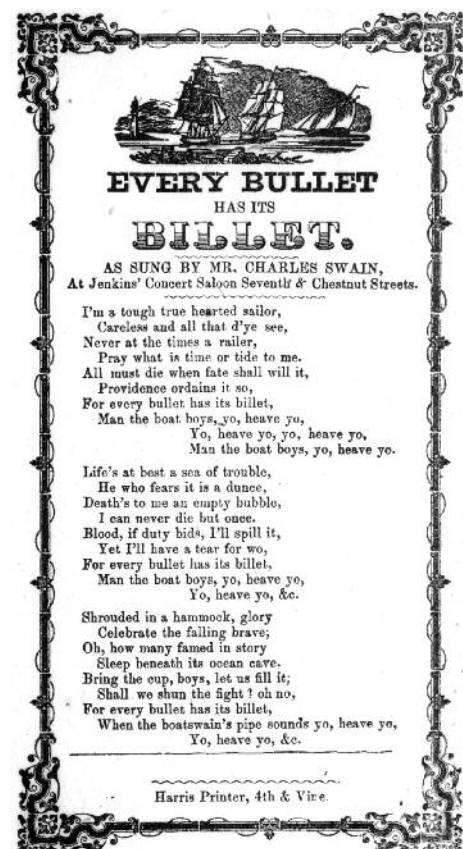 EVERY BULLET
HAS ITS
BILLET.
AS SUNG BY MR. CHARLES SWAIN,
At Jenkins' Concert Saloon Seventh & Chestnut Streets.
I'm a tough true hearted sailor,
Careless and all that d'ye see,
Never at the times a railer,
Pray what is time or tide to me.
All must die when fate shall will it,
Providence ordains it so,
For every bullet has its billet,
Man the boat boys, yo, heave yo,
Yo, heave yo, yo, heave yo,
Man the boat boys, yo, heave yo.
Life's at best a sea of trouble,
He who fears it is a dunce,
Death's to me an empty bubble,
I can never die but once.
Blood, if duty bids, I'll spill it,
Yet I'll have a tear for wo,
For every bullet has its billet,
Man the boat boys, yo, heave yo,
Yo, heave yo, &c.
Shrouded in a hammock, glory
Celebrate the falling brave;
Oh, how many famed in story
Sleep beneath its ocean cave.
Bring the cup, boys, let us fill it;
Shall we shun the fight? oh no,
For every bullet has its billet,
When the boatswain's pipe sounds yo, heave yo,
Yo, heave yo, &c.
Harris Printer, 4th & Vine